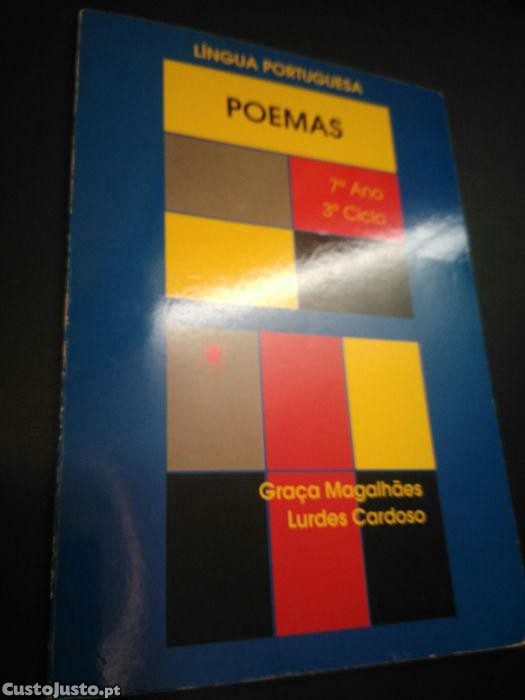 LÍNGUA PORTUGUESA
POEMAS
7º Ano
3º Ciclo
Graça Magalhães
Lurdes Cardoso
CustoJusto.pt